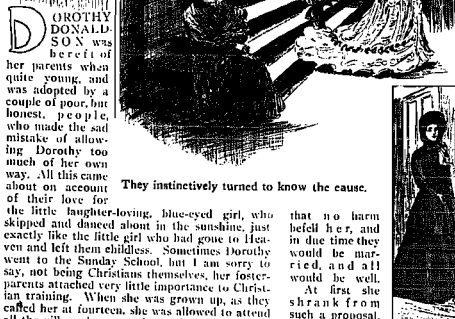 DOROTHY
DONALD-
SON was
bereft of
her parents when
quite young, and
was adopted by a
couple of poor, but
honest, people,
who made the sad
mistake of allow-
ing Dorothy too
much of her own
way. All this came
about on account
of their love for
the little laughter-loving, blue-eyed girl, who
skipped and danced about in the sunshine, just
exactly like the little girl who had gone to Hea-
ven and left them childless. Sometimes Dorothy
went to the Sunday School, but I am sorry to
say, not being Christians themselves, her foster-
parents attached very little importance to Christ-
ian training. When she was grown up, as they
called her at fourteen, she was allowed to attend
They instinctively turned to know the cause.
that no harm
befell her, and
in due time they
would be mar-
ried, and all
would be well.
At first she
shrank from
such a proposal.